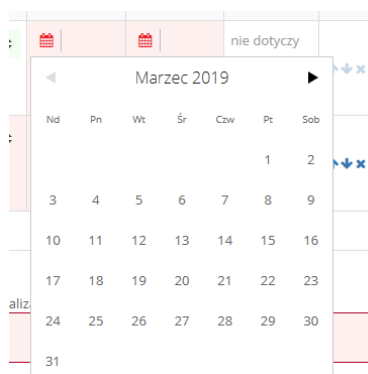 nie dotyczy
Marzec 2019
Nd Pn Wt Śr Czw Pt Sob
1 2
3 4 5 6 7 8 9
10 11 12 13 14 15 16
17 18 19 20 21 22 23
aliz
24 25 26 27 28 29 30
31